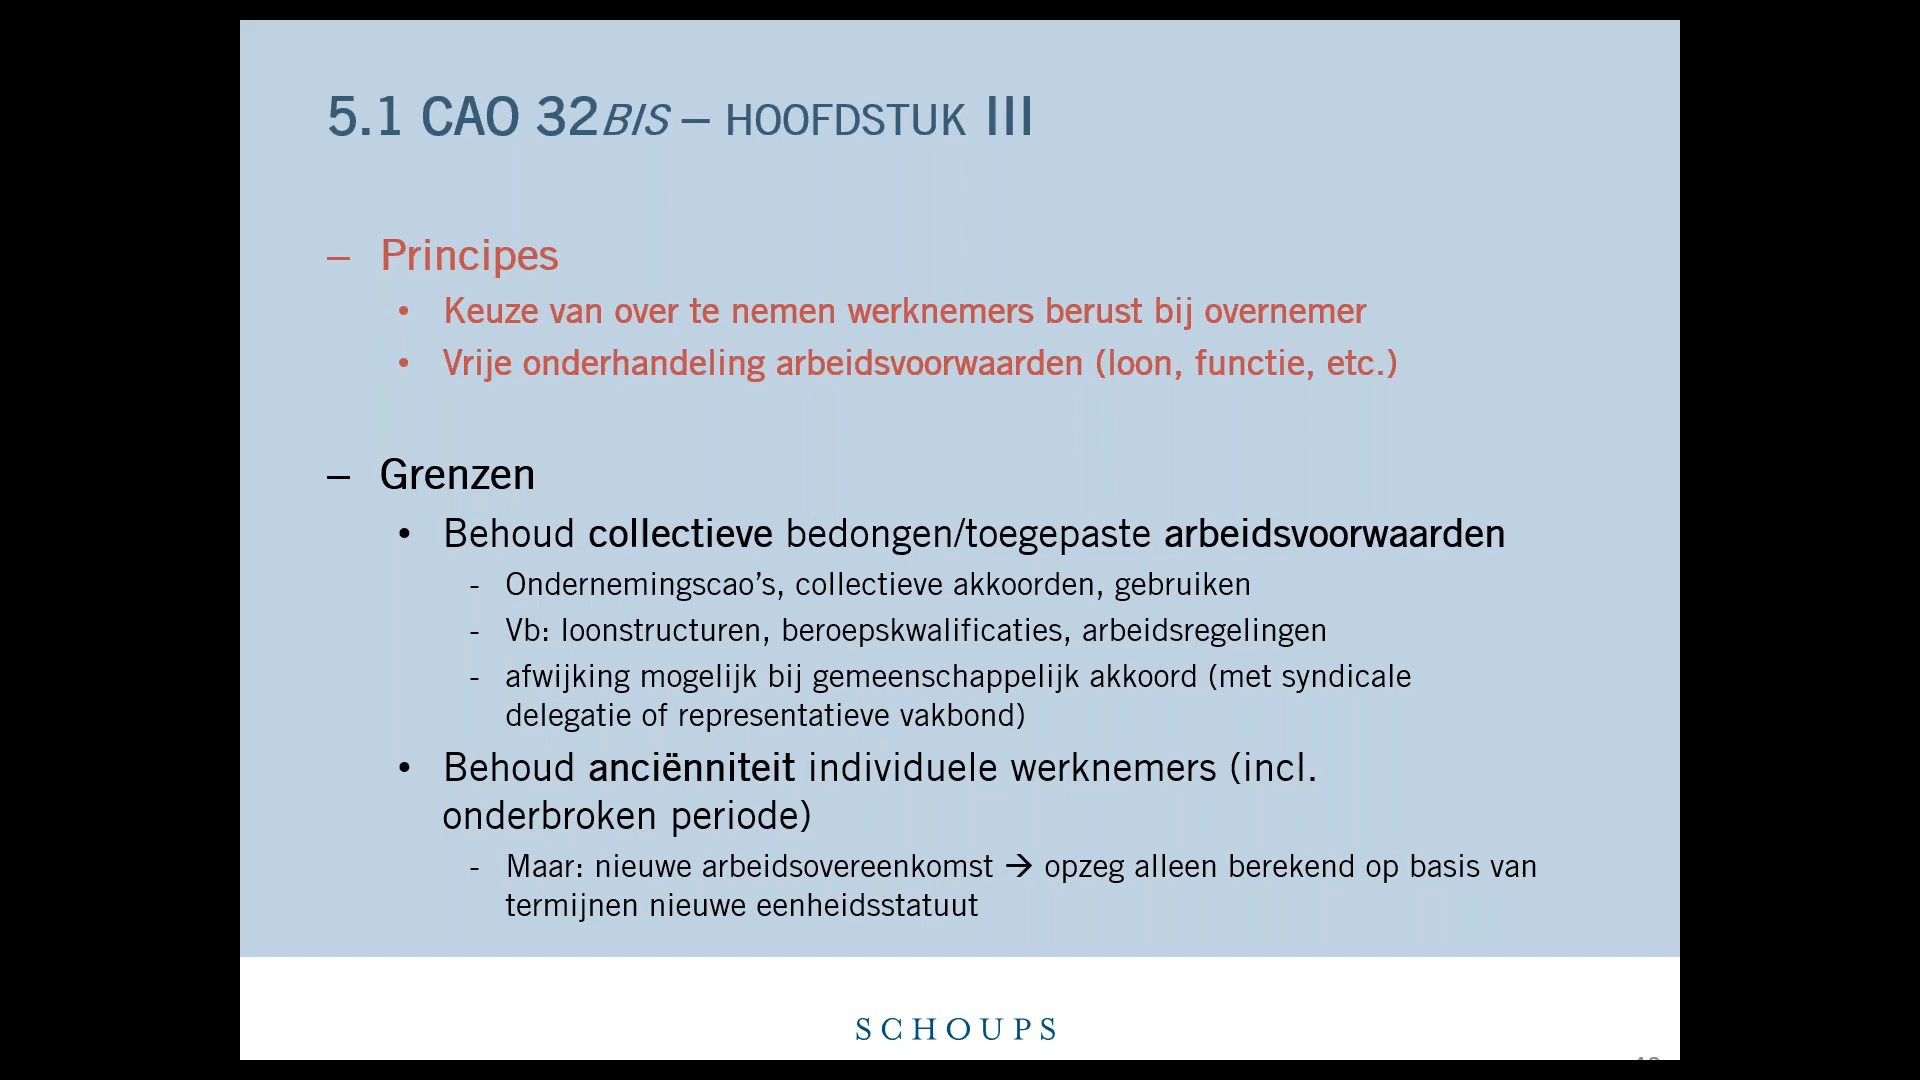 5.1 CAO 32BIS – HOOFDSTUK III
– Principes
• Keuze van over te nemen werknemers berust bij overnemer
• Vrije onderhandeling arbeidsvoorwaarden (loon, functie, etc.)
– Grenzen
• Behoud collectieve bedongen/toegepaste arbeidsvoorwaarden
- Ondernemingscao’s, collectieve akkoorden, gebruiken
- Vb: loonstructuren, beroepskwalificaties, arbeidsregelingen
- afwijking mogelijk bij gemeenschappelijk akkoord (met syndicale
delegatie of representatieve vakbond)
• Behoud anciënniteit individuele werknemers (incl.
onderbroken periode)
- Maar: nieuwe arbeidsovereenkomst → opzeg alleen berekend op basis van
termijnen nieuwe eenheidsstatuut
SCHOUPS